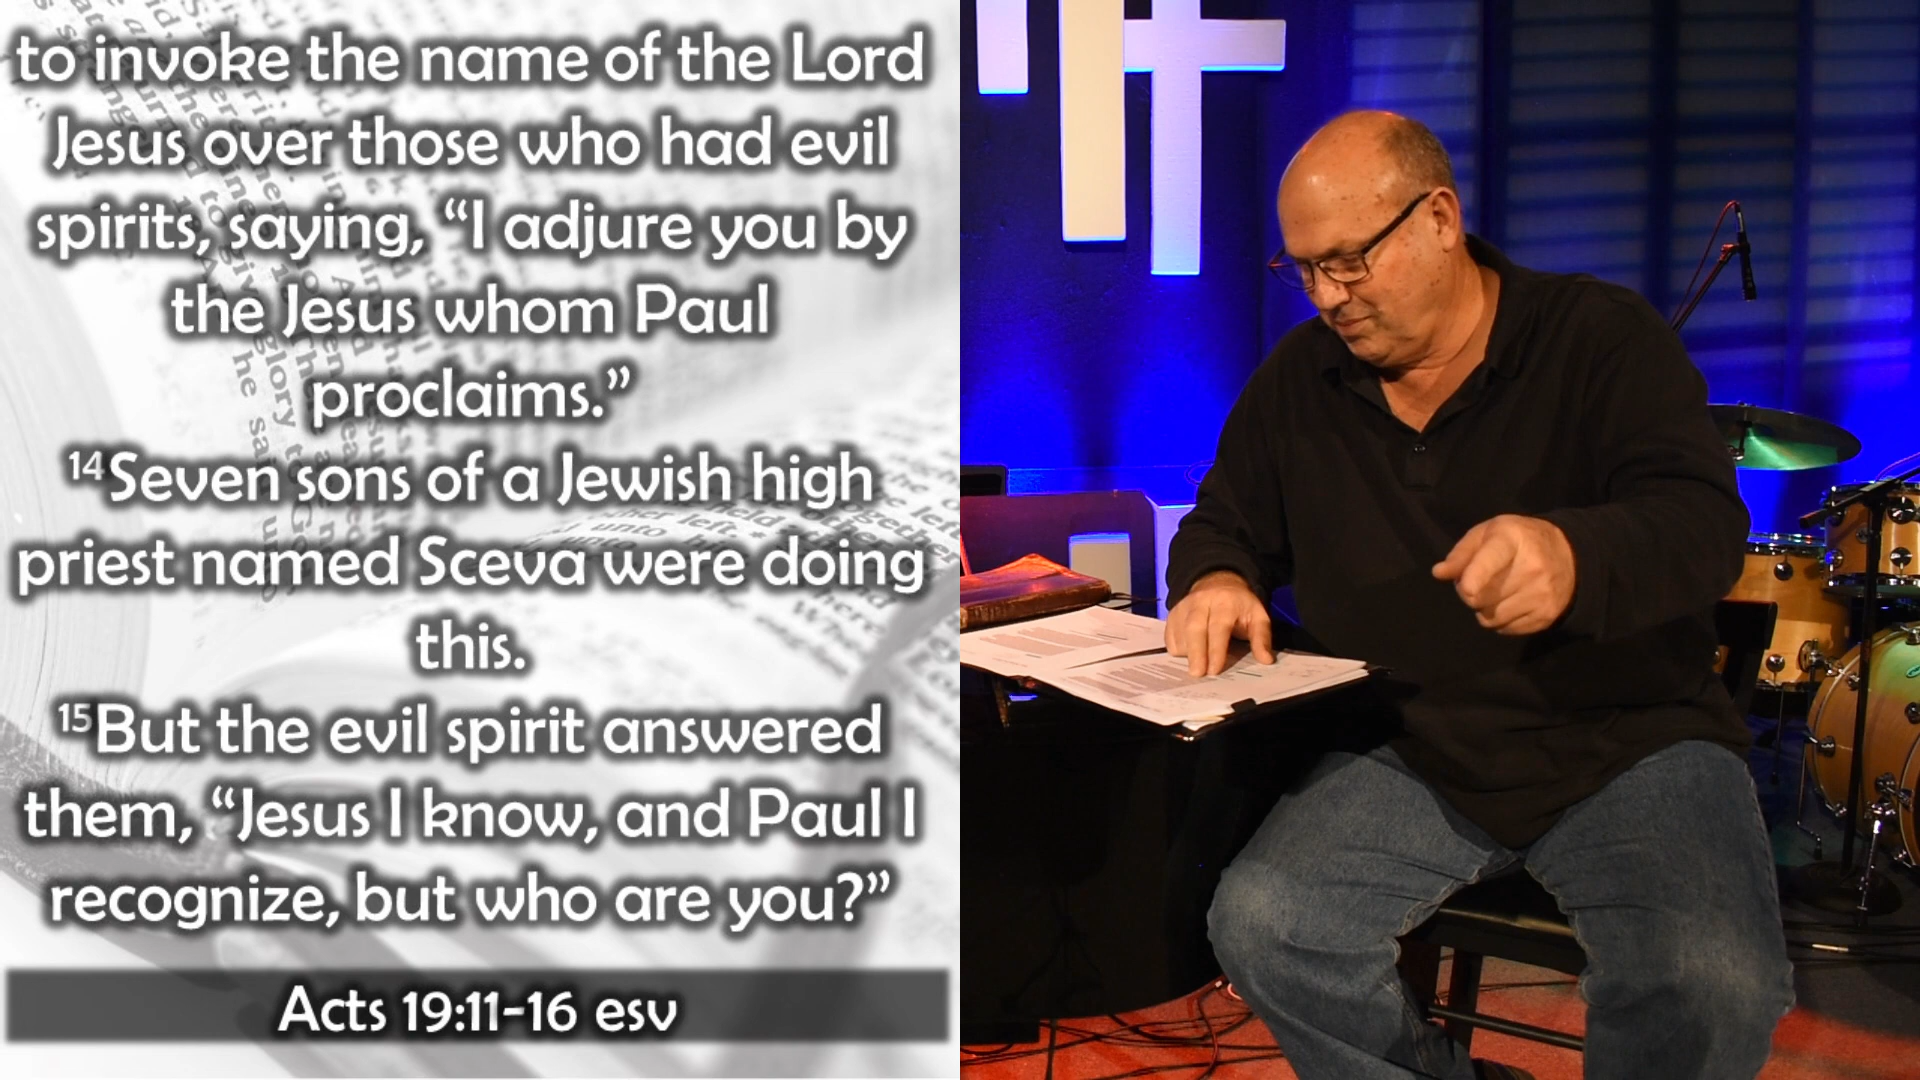 to invoke the name of the Lord
Jesus over those who had evil
spirits, saying, “I adjure you by
the Jesus whom Paul
proclaims.”
¹⁴Seven sons of a Jewish high
priest named Sceva were doing
this.
¹⁵But the evil spirit answered
them, “Jesus I know, and Paul I
recognize, but who are you?”
Acts 19:11-16 esv